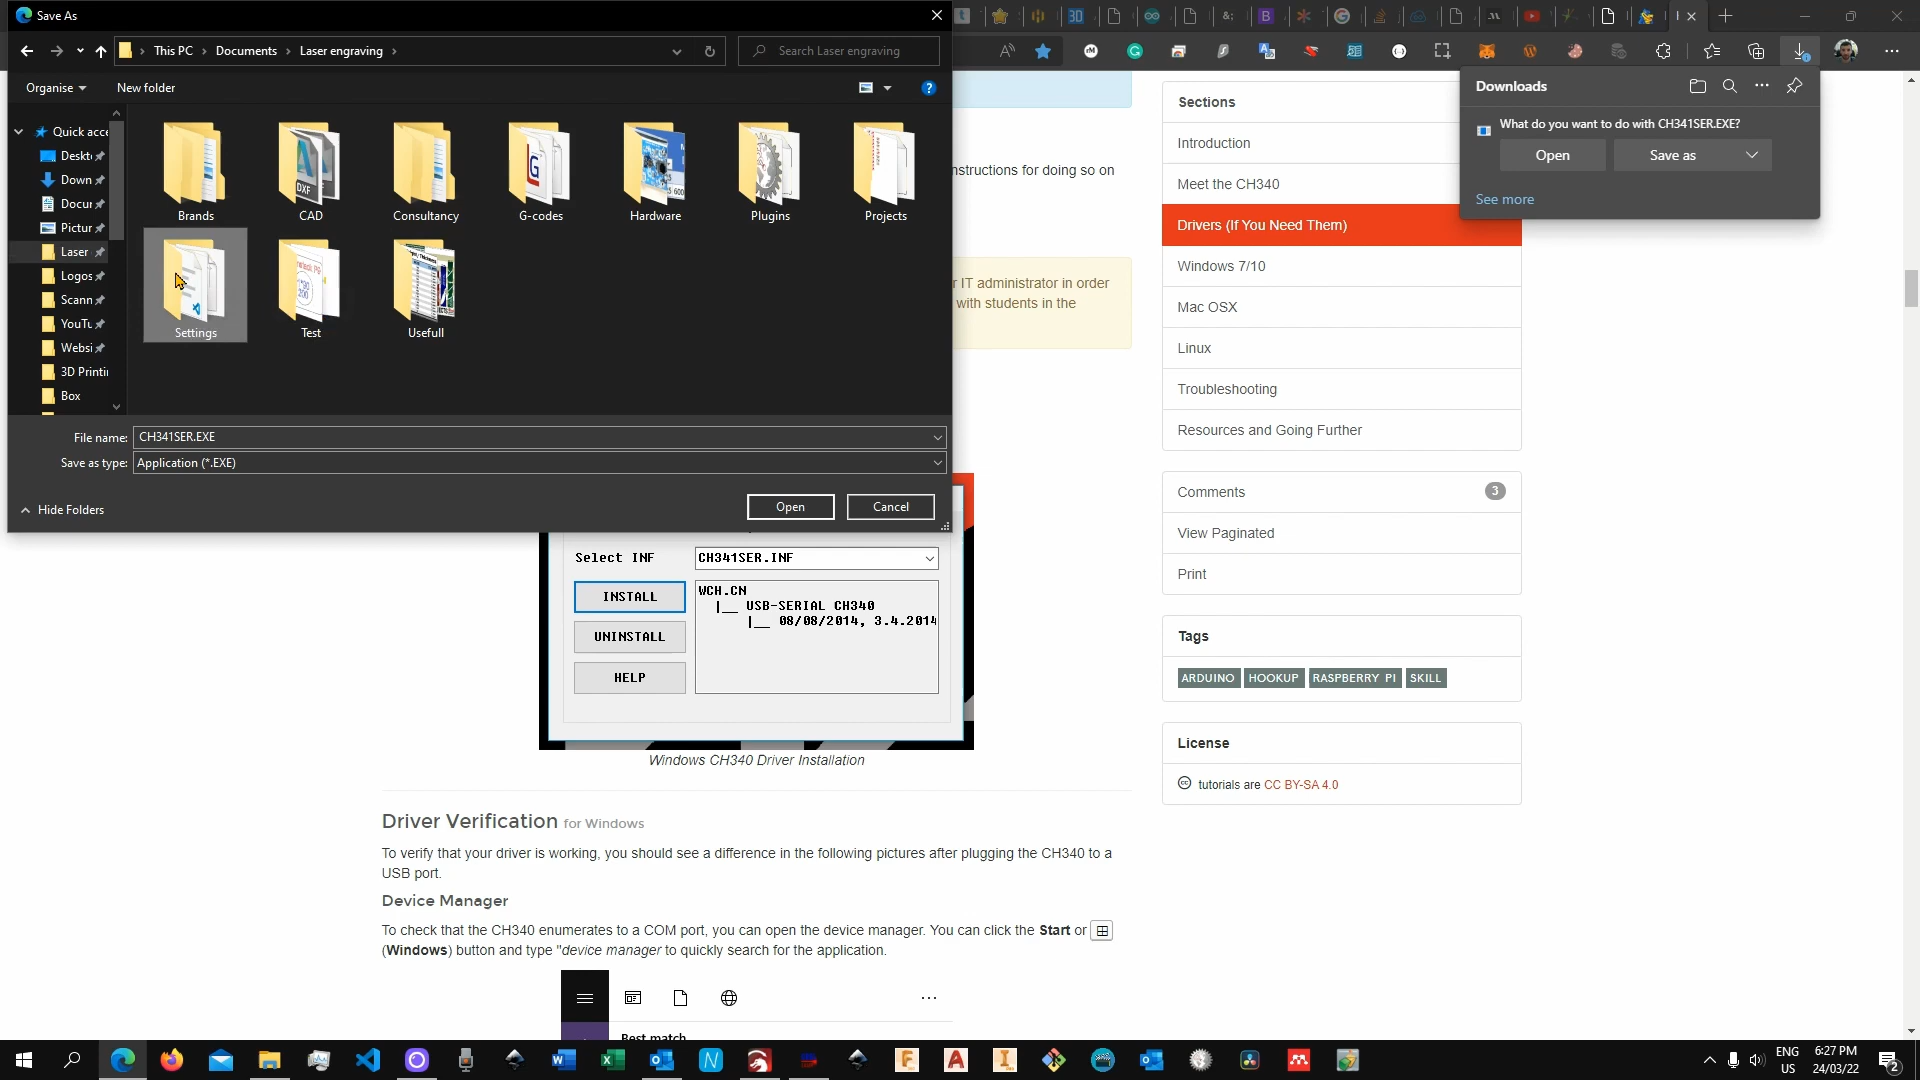 Save As
This PC
Documents
Laser engraving
Search Laser engraving
Organise
New folder
Quick acce
Deskt
Down
Docur
Pictur
Laser
Logos
Scann
YouTu
Websi
3D Printin
Box
Brands
CAD
Consultancy
G-codes
Hardware
Plugins
Projects
Settings
Test
Usefull
File name:
CH341SER.EXE
Save as type:
Application (*.EXE)
Hide Folders
Open
Cancel
Downloads
What do you want to do with CH341SER.EXE?
Open
Save as
See more
nstructions for doing so on
r IT administrator in order
with students in the
Sections
Introduction
Meet the CH340
Drivers (If You Need Them)
Windows 7/10
Mac OSX
Linux
Troubleshooting
Resources and Going Further
Comments
3
View Paginated
Print
Tags
ARDUINO
HOOKUP
RASPBERRY PI
SKILL
License
tutorials are CC BY-SA 4.0
Select INF
CH341SER.INF
INSTALL
UNINSTALL
HELP
WCH.CN
|__ USB-SERIAL CH340
|__ 08/08/2014, 3.4.2014
Windows CH340 Driver Installation
Driver Verification for Windows
To verify that your driver is working, you should see a difference in the following pictures after plugging the CH340 to a
USB port.
Device Manager
To check that the CH340 enumerates to a COM port, you can open the device manager. You can click the Start or
(Windows) button and type "device manager to quickly search for the application.
Best match
ENG
US
6:27 PM
24/03/22
2